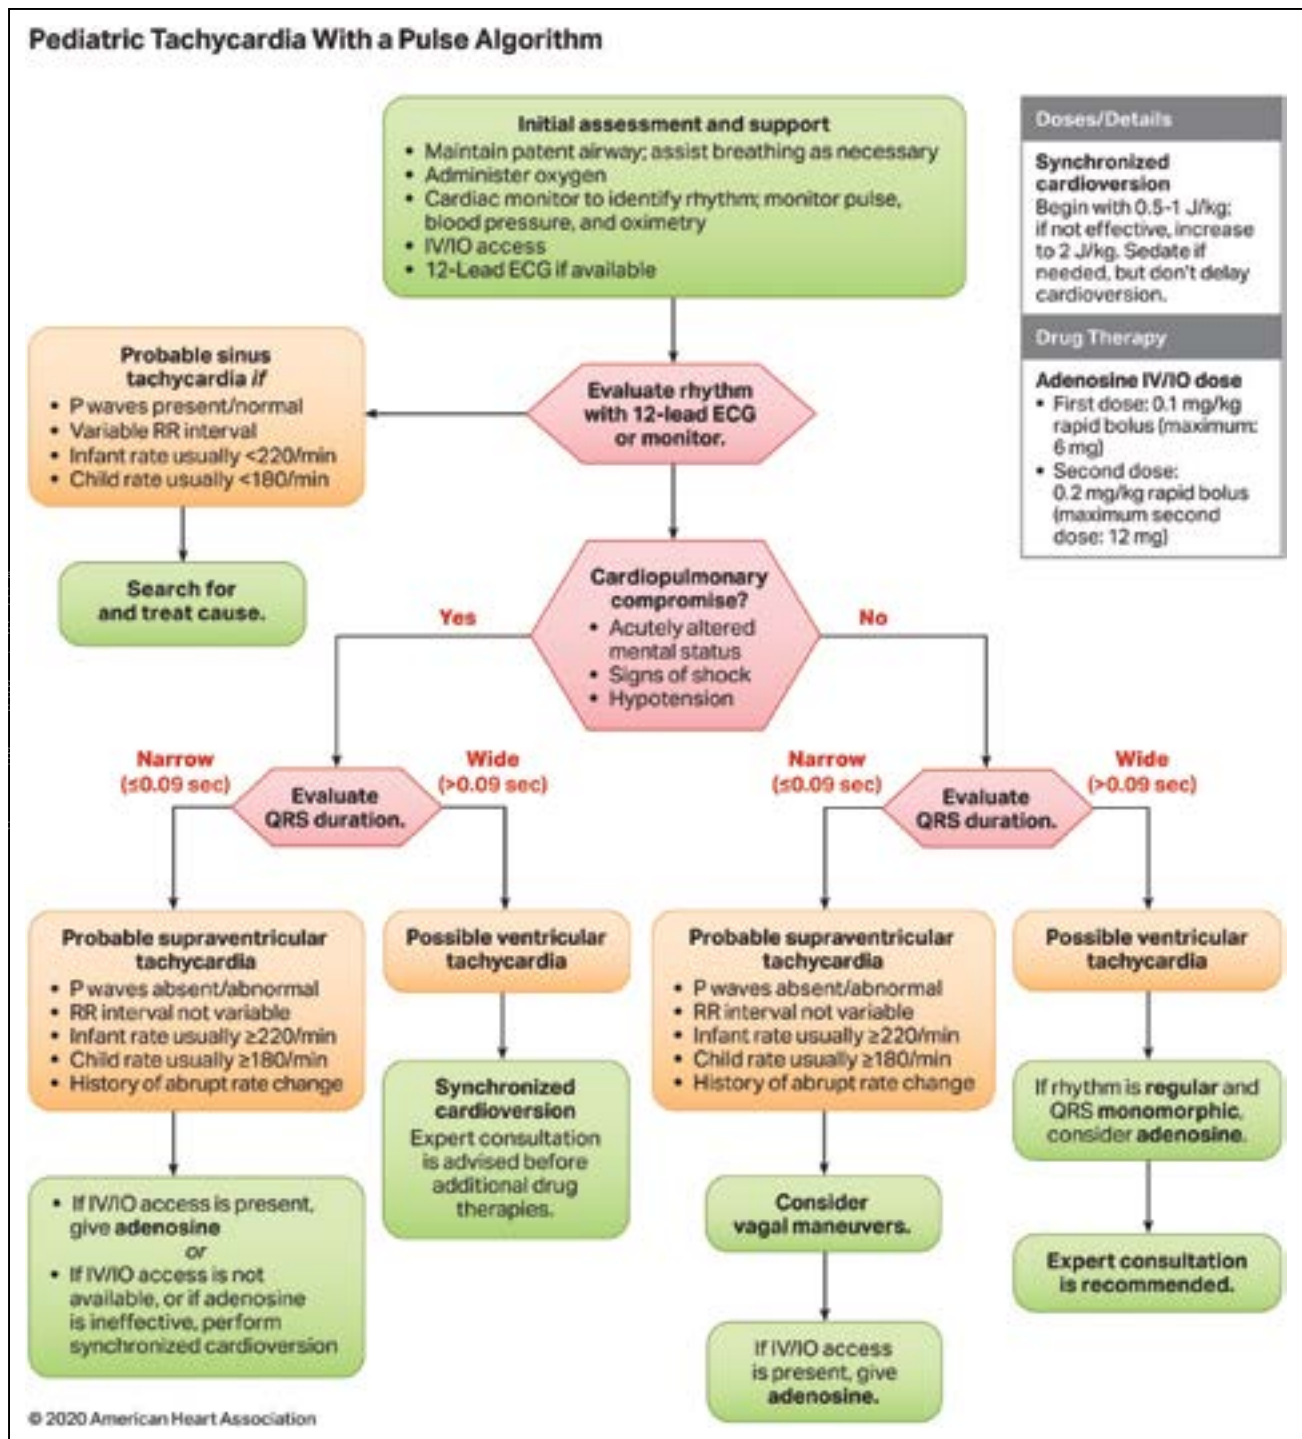 Pediatric Tachycardia With a Pulse Algorithm
Initial assessment and support
• Maintain patent airway; assist breathing as necessary
• Administer oxygen
• Cardiac monitor to identify rhythm; monitor pulse,
blood pressure, and oximetry
• IV/IO access
• 12-Lead ECG if available
Doses/Details
Synchronized
cardioversion
Begin with 0.5-1 J/kg;
if not effective, increase
to 2 J/kg. Sedate if
needed, but don't delay
cardioversion.
Drug Therapy
Adenosine IV/IO dose
• First dose: 0.1 mg/kg
rapid bolus (maximum:
6 mg)
• Second dose:
0.2 mg/kg rapid bolus
(maximum second
dose: 12 mg)
Probable sinus
tachycardia if
• P waves present/normal
• Variable RR interval
• Infant rate usually <220/min
• Child rate usually <180/min
Evaluate rhythm
with 12-lead ECG
or monitor.
Search for
and treat cause.
Cardiopulmonary
compromise?
• Acutely altered
mental status
• Signs of shock
• Hypotension
Yes
No
Narrow
(≤0.09 sec)
Evaluate
QRS duration.
Wide
(>0.09 sec)
Narrow
(≤0.09 sec)
Evaluate
QRS duration.
Wide
(>0.09 sec)
Probable supraventricular
tachycardia
• P waves absent/abnormal
• RR interval not variable
• Infant rate usually ≥220/min
• Child rate usually ≥180/min
• History of abrupt rate change
Possible ventricular
tachycardia
Probable supraventricular
tachycardia
• P waves absent/abnormal
• RR interval not variable
• Infant rate usually ≥220/min
• Child rate usually ≥180/min
• History of abrupt rate change
Possible ventricular
tachycardia
• If IV/IO access is present,
give adenosine
or
• If IV/IO access is not
available, or if adenosine
is ineffective, perform
synchronized cardioversion
Synchronized
cardioversion
Expert consultation
is advised before
additional drug
therapies.
Consider
vagal maneuvers.
If IV/IO access
is present, give
adenosine.
If rhythm is regular and
QRS monomorphic,
consider adenosine.
Expert consultation
is recommended.
© 2020 American Heart Association